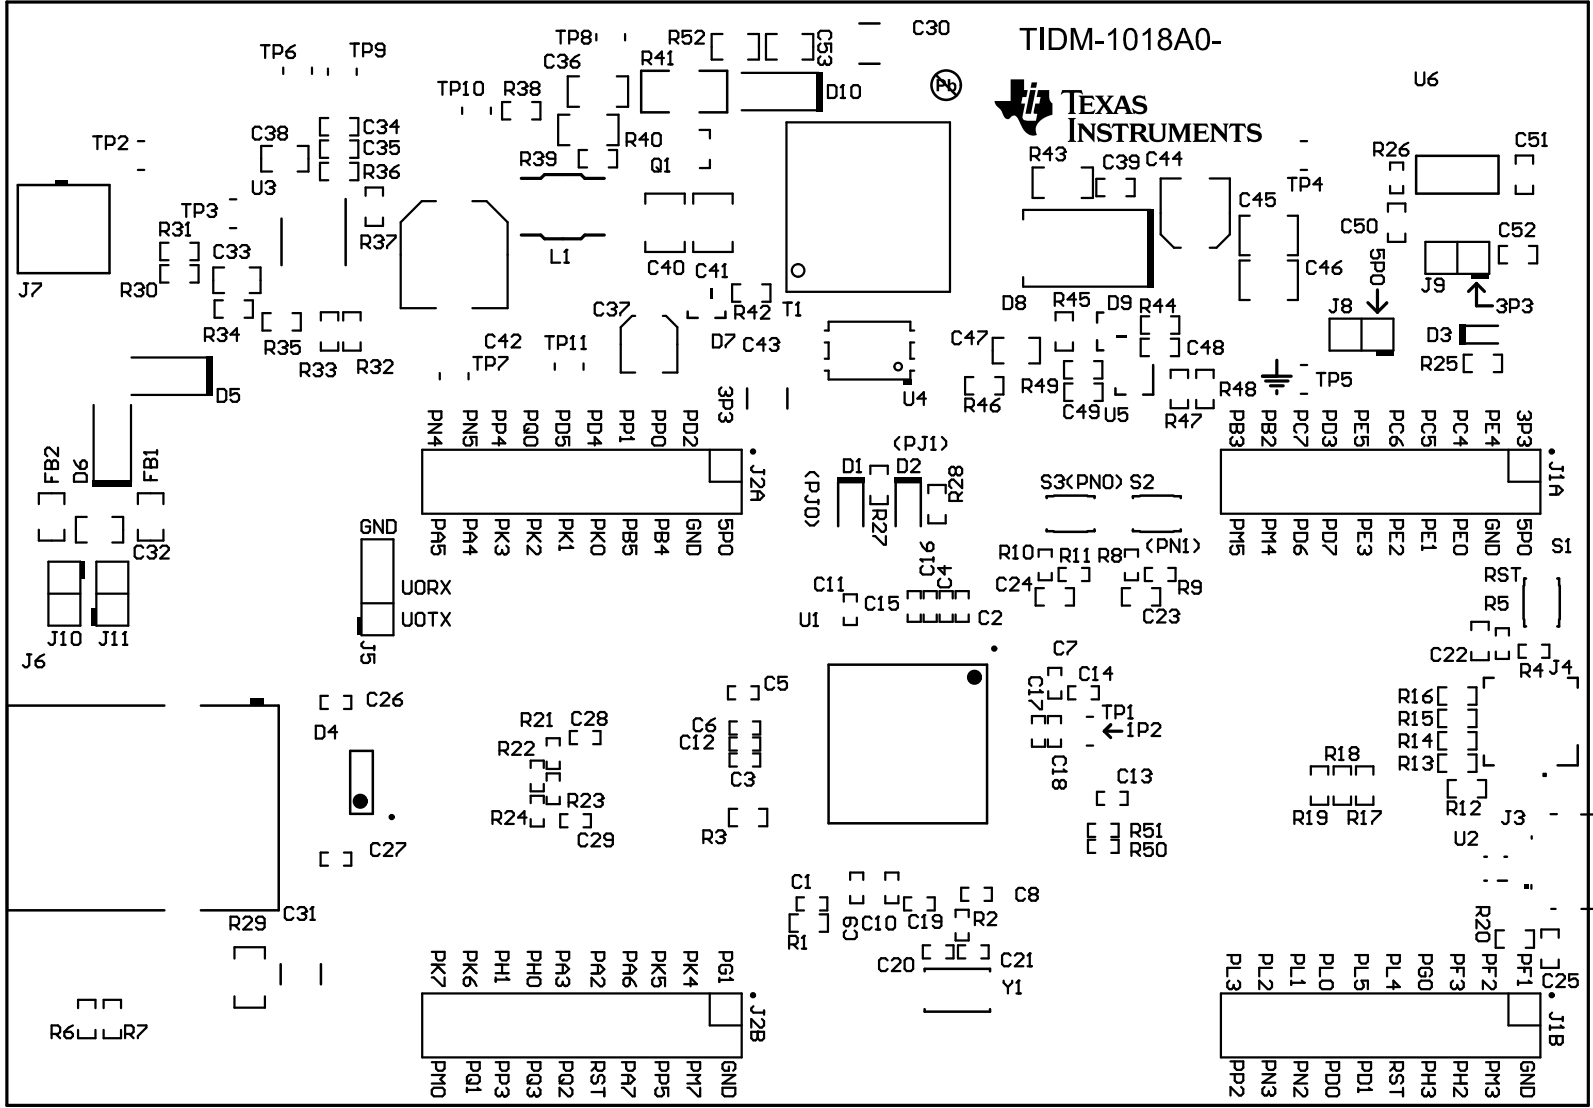 TIDM-1018A0-
TEXAS
INSTRUMENTS
Pb
C30
U6
TP6
TP9
TP8
R52
C53
C36
R41
D10
TP10
R38
R40
R39
Q1
TP2
C38
C34
C35
R36
U3
R43
C39
C44
TP4
R26
C51
TP3
R37
R31
C33
R30
R34
J7
L1
C40
C41
R42
T1
D8
R45
D9
R44
C45
C46
C50
5P0
J9
C52
J8
3P3
D3
R25
R35
R33
R32
C42
TP7
TP11
C37
D7
C43
3P3
U4
C47
R46
R49
C49
C48
U5
R47
R48
TP5
D5
FB2
D6
FB1
C32
PN4
PN5
PP4
PQ0
PD5
PD4
PP1
PP0
PD2
J2A
PA5
PA4
PK3
PK2
PK1
PK0
PB5
PB4
GND
5P0
(PJ1)
(PJ0)
D1
D2
R28
R27
S3(PN0)
S2
(PN1)
PB3
PB2
PC7
PD3
PE5
PC6
PC5
PC4
PE4
3P3
J1A
PM5
PM4
PD6
PD7
PE3
PE2
PE1
PE0
GND
5P0
S1
RST
R5
C22
R4
J4
GND
U0RX
U0TX
J5
J10
J11
J6
C11
U1
C15
C16
C4
C2
R10
R11
C24
R8
R9
C23
C7
C14
C17
C18
TP1
1P2
C13
R51
R50
C5
C6
C12
C3
R3
C26
D4
C27
R21
C28
R22
R23
R24
C29
R16
R15
R14
R13
R12
R18
R19
R17
J3
U2
R20
C25
C1
R1
C9
C10
C19
C8
R2
C20
C21
Y1
R29
C31
R6
R7
PK7
PK6
PH1
PH0
PA3
PA2
PA6
PK5
PK4
PG1
J2B
PM0
PQ1
PP3
PQ3
PQ2
RST
PA7
PP5
PM7
GND
PL3
PL2
PL1
PL0
PL5
PL4
PG0
PF3
PF2
PF1
J1B
PP2
PN3
PN2
PD0
PD1
RST
PH3
PH2
PM3
GND